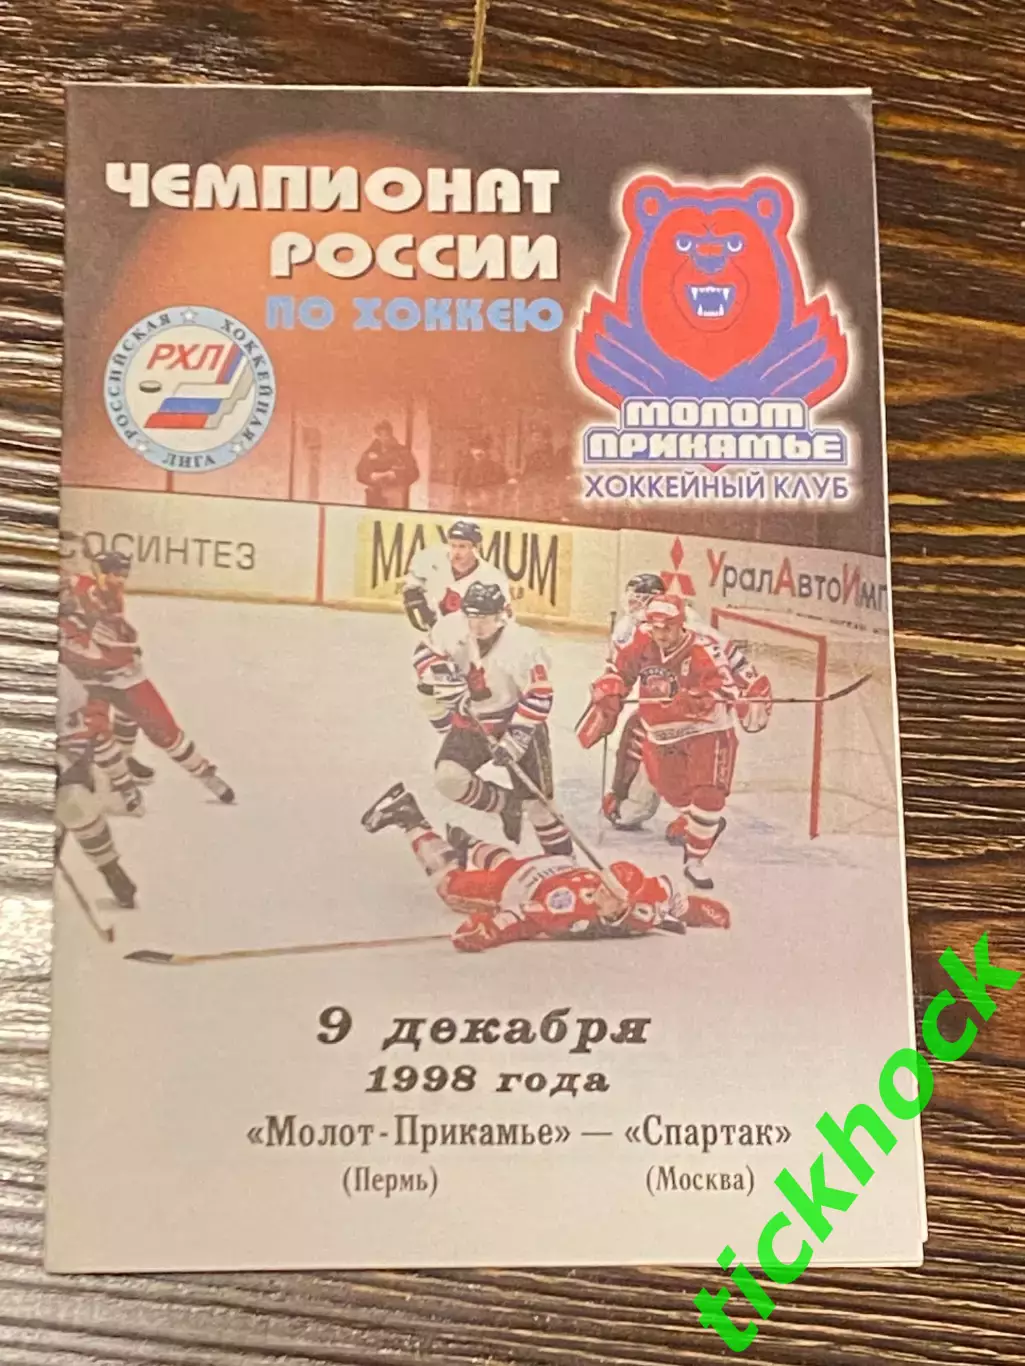 ЧЕМПИОНАТ
РОССИИ
ПО ХОККЕЮ
РОССИЙСКАЯ ХОККЕЙНАЯ
ЛИГА
РХЛ
МОЛОТ
ПРИКАМЬЕ
ХОККЕЙНЫЙ КЛУБ
СОСИНТЕЗ
MAXIMUM
УралАвтоИмп
9 декабря
1998 года
«Молот-Прикамье» — «Спартак»
(Пермь) (Москва)
tickhock